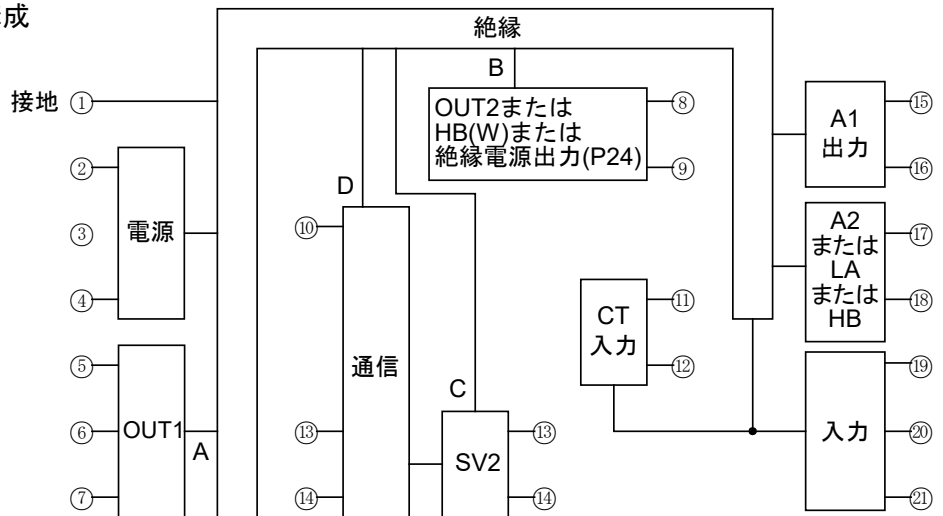 成
絶縁
接地 ①
B
OUT2または
HB(W)または
絶縁電源出力(P24)
⑧
⑨
A1
出力
⑮
⑯
②
③
④
電源
D
⑩
A2
または
LA
または
HB
⑰
⑱
CT
入力
⑪
⑫
⑤
⑥
⑦
OUT1
A
通信
⑬
⑭
C
SV2
⑬
⑭
入力
⑲
⑳
㉑